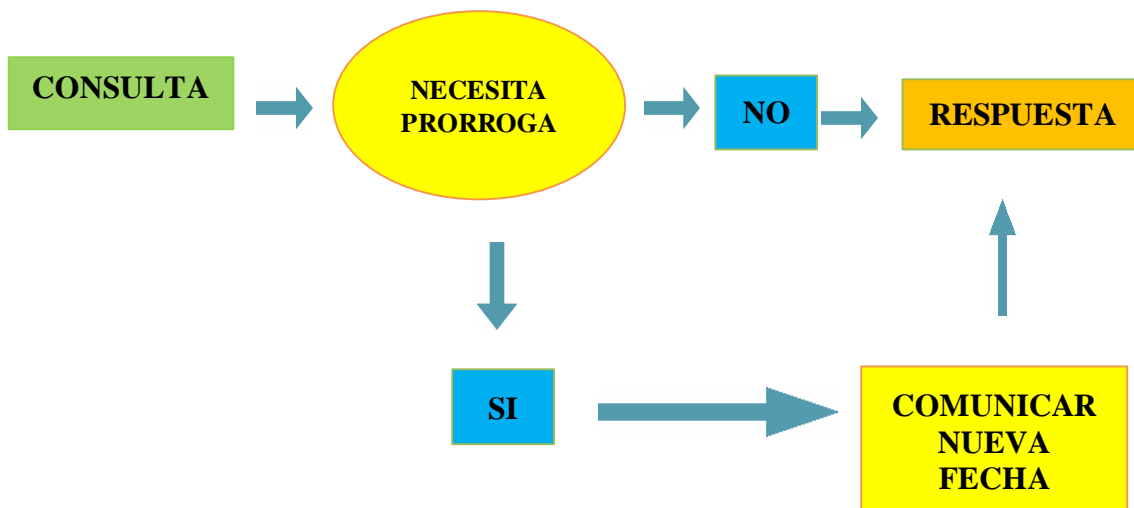 CONSULTA
NECESITA
PRORROGA
NO
RESPUESTA
SI
COMUNICAR
NUEVA
FECHA